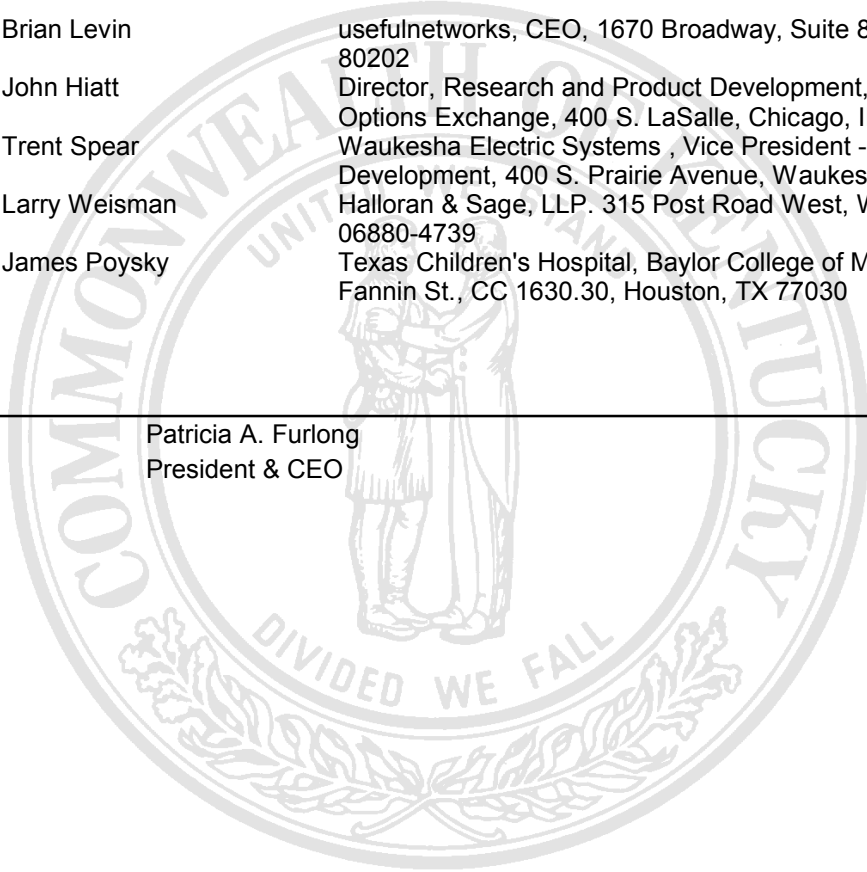 Brian Levin usefulnetworks, CEO, 1670 Broadway, Suite 8
80202
John Hiatt Director, Research and Product Development,
Options Exchange, 400 S. LaSalle, Chicago, I
Trent Spear Waukesha Electric Systems , Vice President -
Development, 400 S. Prairie Avenue, Waukes
Larry Weisman Halloran & Sage, LLP. 315 Post Road West, W
06880-4739
James Poysky Texas Children's Hospital, Baylor College of M
Fannin St., CC 1630.30, Houston, TX 77030
Patricia A. Furlong
President & CEO
COMMONWEALTH OF KENTUCKY
UNITED WE STAND
DIVIDED WE FALL